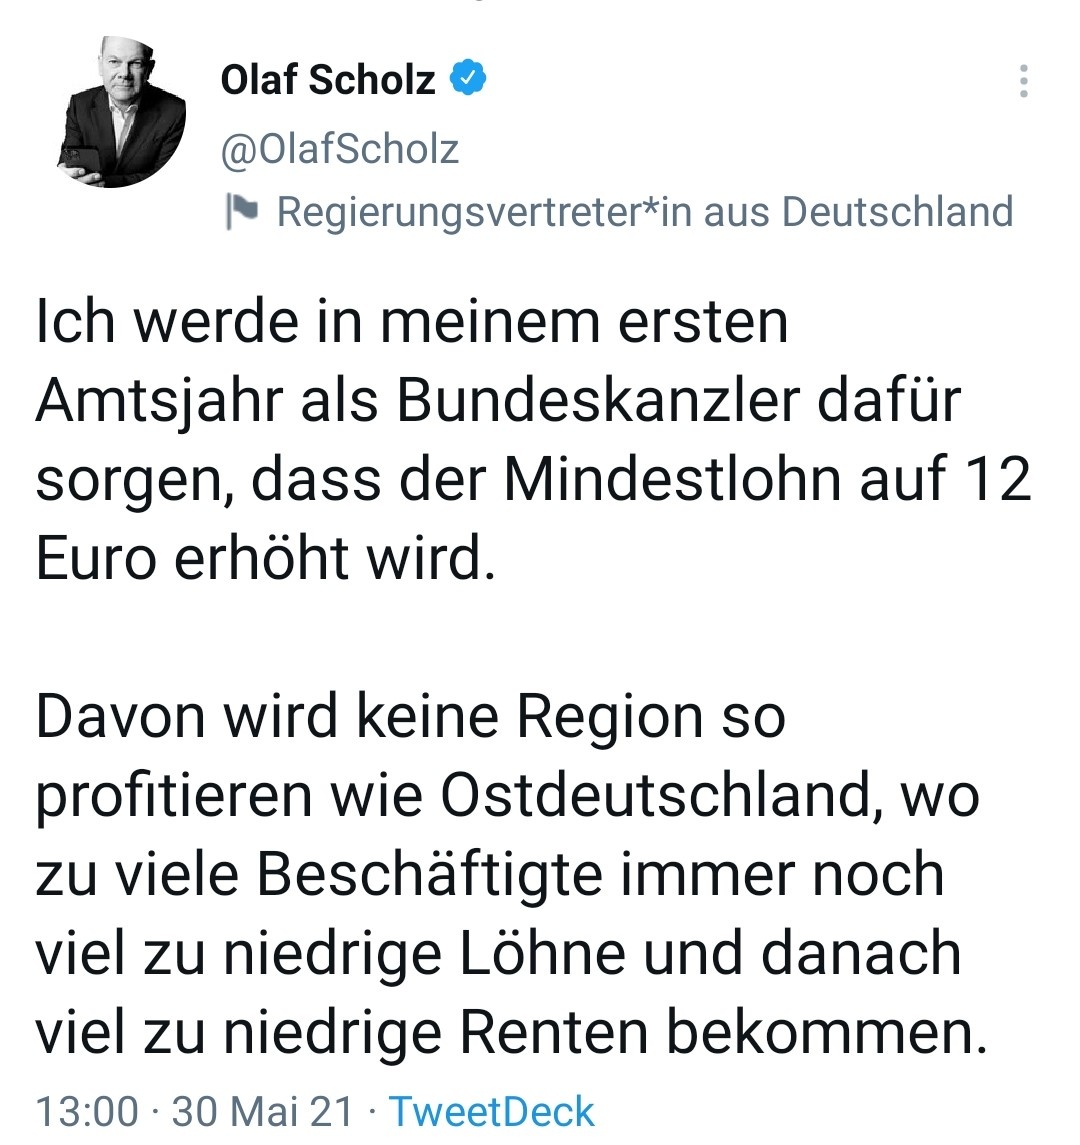 Olaf Scholz
@OlafScholz
Regierungsvertreter*in aus Deutschland
Ich werde in meinem ersten
Amtsjahr als Bundeskanzler dafür
sorgen, dass der Mindestlohn auf 12
Euro erhöht wird.
Davon wird keine Region so
profitieren wie Ostdeutschland, wo
zu viele Beschäftigte immer noch
viel zu niedrige Löhne und danach
viel zu niedrige Renten bekommen.
13:00 · 30 Mai 21 · TweetDeck